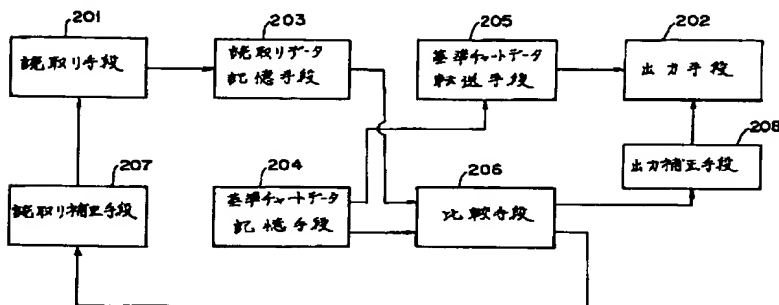 201
読取り手段
203
読取りデータ
記憶手段
205
基準チャートデータ
転送手段
202
出力手段
207
読取り補正手段
204
基準チャートデータ
記憶手段
206
比較手段
208
出力補正手段